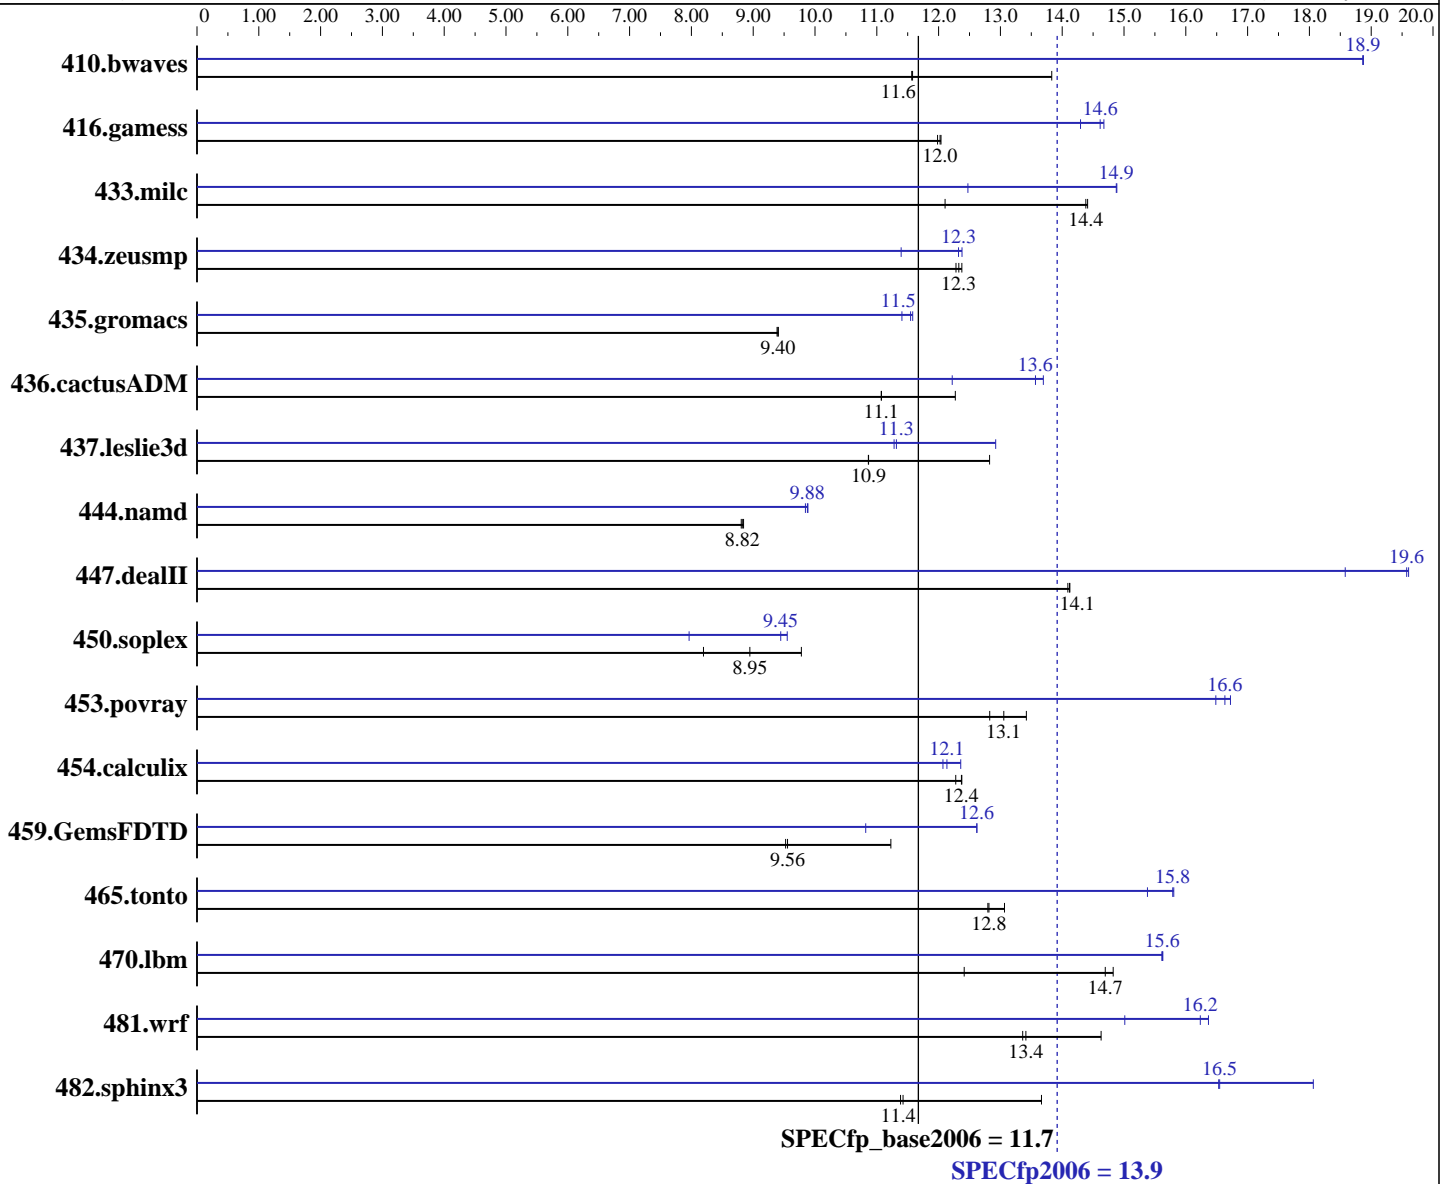 0 1.00 2.00 3.00 4.00 5.00 6.00 7.00 8.00 9.00 10.0 11.0 12.0 13.0 14.0 15.0 16.0 17.0 18.0 19.0 20.0
18.9
410.bwaves
11.6
14.6
416.gamess
12.0
14.9
433.milc
14.4
12.3
434.zeusmp
12.3
11.5
435.gromacs
9.40
13.6
436.cactusADM
11.1
11.3
437.leslie3d
10.9
9.88
444.namd
8.82
19.6
447.dealII
14.1
9.45
450.soplex
8.95
16.6
453.povray
13.1
12.1
454.calculix
12.4
12.6
459.GemsFDTD
9.56
15.8
465.tonto
12.8
15.6
470.lbm
14.7
16.2
481.wrf
13.4
16.5
482.sphinx3
11.4
SPECfp_base2006 = 11.7
SPECfp2006 = 13.9